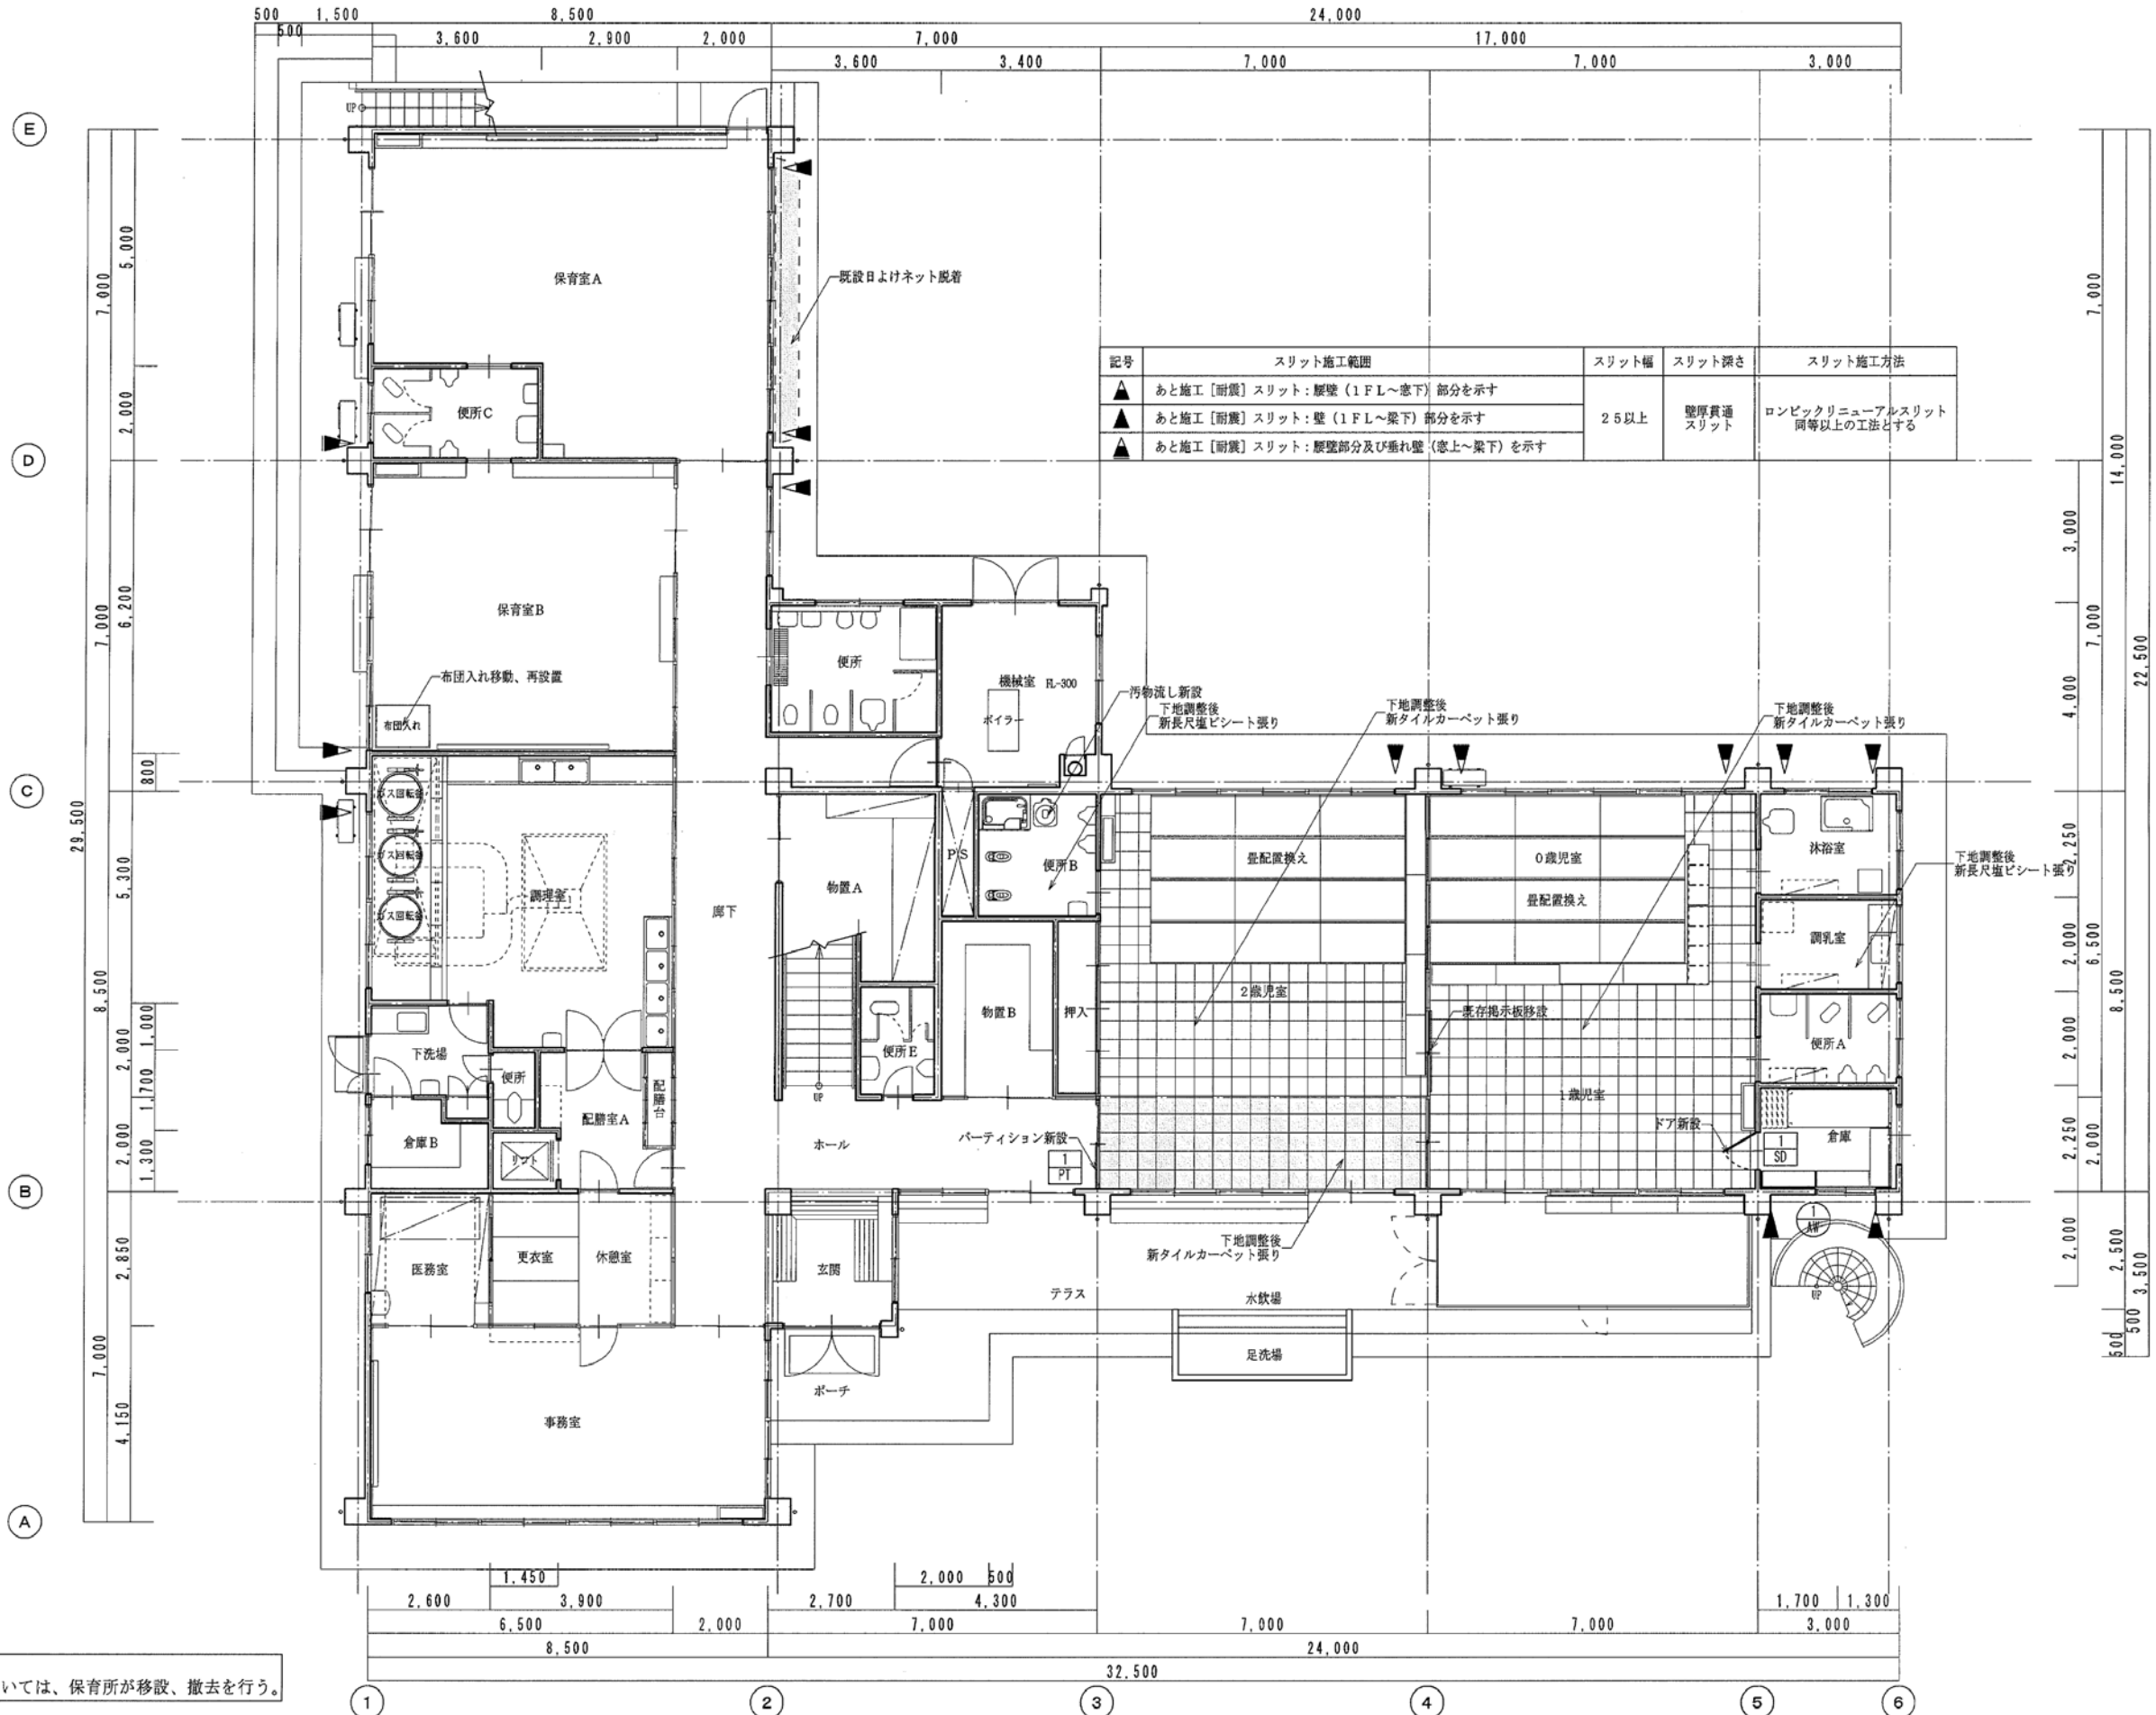 500
1,500
8,500
24,000
500
3,600
2,900
2,000
7,000
17,000
3,600
3,400
7,000
7,000
3,000
E
UP
保育室A
既設日よけネット脱着
5,000
7,000
7,000
記号
スリット施工範囲
スリット幅
スリット深さ
スリット施工方法
あと施工［耐震］スリット：腰壁（1FL～窓下）部分を示す
あと施工［耐震］スリット：壁（1FL～梁下）部分を示す
あと施工［耐震］スリット：腰壁部分及び垂れ壁（窓上～梁下）を示す
25以上
壁厚貫通
スリット
ロンビックリニューアルスリット
同等以上の工法とする
2,000
便所C
D
14,000
3,000
保育室B
7,000
6,200
布団入れ移動、再設置
布団入れ
便所
機械室 FL-300
ボイラー
汚物流し新設
下地調整後
新長尺塩ビシート張り
下地調整後
新タイルカーペット張り
下地調整後
新タイルカーペット張り
7,000
4,000
22,500
800
C
29,500
ガス回転釜
ガス回転釜
ガス回転釜
調理室
5,300
8,500
廊下
物置A
PS
便所B
畳配置換え
0歳児室
畳配置換え
沐浴室
調乳室
下地調整後
新長尺塩ビシート張り
2,250
2,000
6,500
8,500
2歳児室
既存掲示板移設
物置B
押入
便所E
UP
1,000
2,000
1,700
2,000
1,300
下洗場
便所
配膳台
配膳室A
倉庫B
リフト
ホール
パーティション新設
1
PT
1歳児室
ドア新設
1
SD
便所A
倉庫
2,000
2,250
2,000
B
医務室
更衣室
休憩室
玄関
下地調整後
新タイルカーペット張り
テラス
水飲場
足洗場
1
AW
UP
2,850
2,000
2,500
3,500
500
500
7,000
4,150
事務室
ポーチ
A
1,450
2,000
500
2,600
3,900
2,700
4,300
1,700
1,300
6,500
2,000
7,000
7,000
7,000
3,000
8,500
24,000
32,500
いては、保育所が移設、撤去を行う。
1
2
3
4
5
6